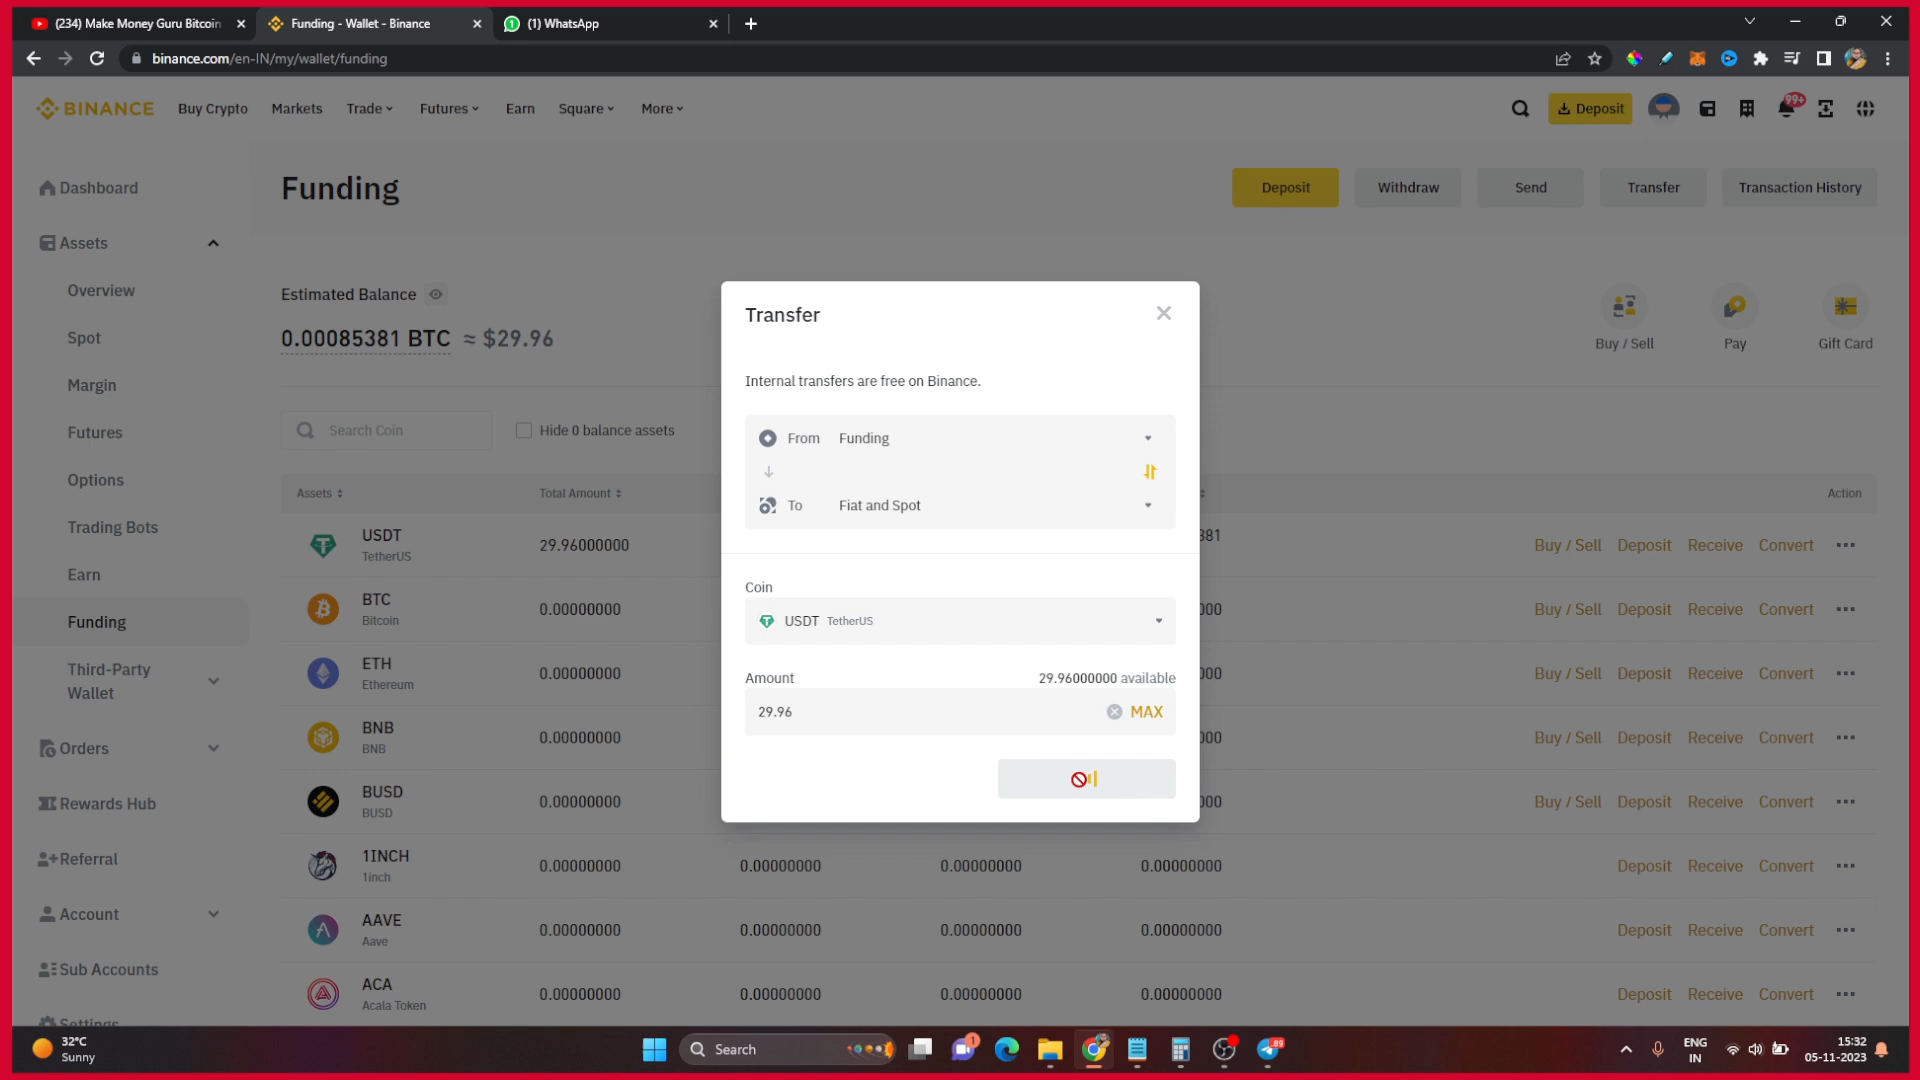 (234) Make Money Guru Bitcoin
Funding - Wallet - Binance
(1) WhatsApp
binance.com/en-IN/my/wallet/funding
BINANCE
Buy Crypto
Markets
Trade
Futures
Earn
Square
More
Deposit
99+
Dashboard
Assets
Overview
Spot
Margin
Futures
Options
Trading Bots
Earn
Funding
Third-Party
Wallet
Orders
Rewards Hub
Referral
Account
Sub Accounts
Settings
Funding
Deposit
Withdraw
Send
Transfer
Transaction History
Estimated Balance
0.00085381 BTC ≈ $29.96
Buy / Sell
Pay
Gift Card
Search Coin
Hide 0 balance assets
Assets
Total Amount
Action
USDT
TetherUS
29.96000000
381
Buy / Sell Deposit Receive Convert
BTC
Bitcoin
0.00000000
000
Buy / Sell Deposit Receive Convert
ETH
Ethereum
0.00000000
000
Buy / Sell Deposit Receive Convert
BNB
BNB
0.00000000
000
Buy / Sell Deposit Receive Convert
BUSD
BUSD
0.00000000
000
Buy / Sell Deposit Receive Convert
1INCH
1inch
0.00000000 0.00000000 0.00000000 0.00000000
Deposit Receive Convert
AAVE
Aave
0.00000000 0.00000000 0.00000000 0.00000000
Deposit Receive Convert
ACA
Acala Token
0.00000000 0.00000000 0.00000000 0.00000000
Deposit Receive Convert
Transfer
Internal transfers are free on Binance.
From Funding
To Fiat and Spot
Coin
USDT TetherUS
Amount
29.96000000 available
29.96
MAX
32°C
Sunny
Search
1
89
ENG
IN
15:32
05-11-2023